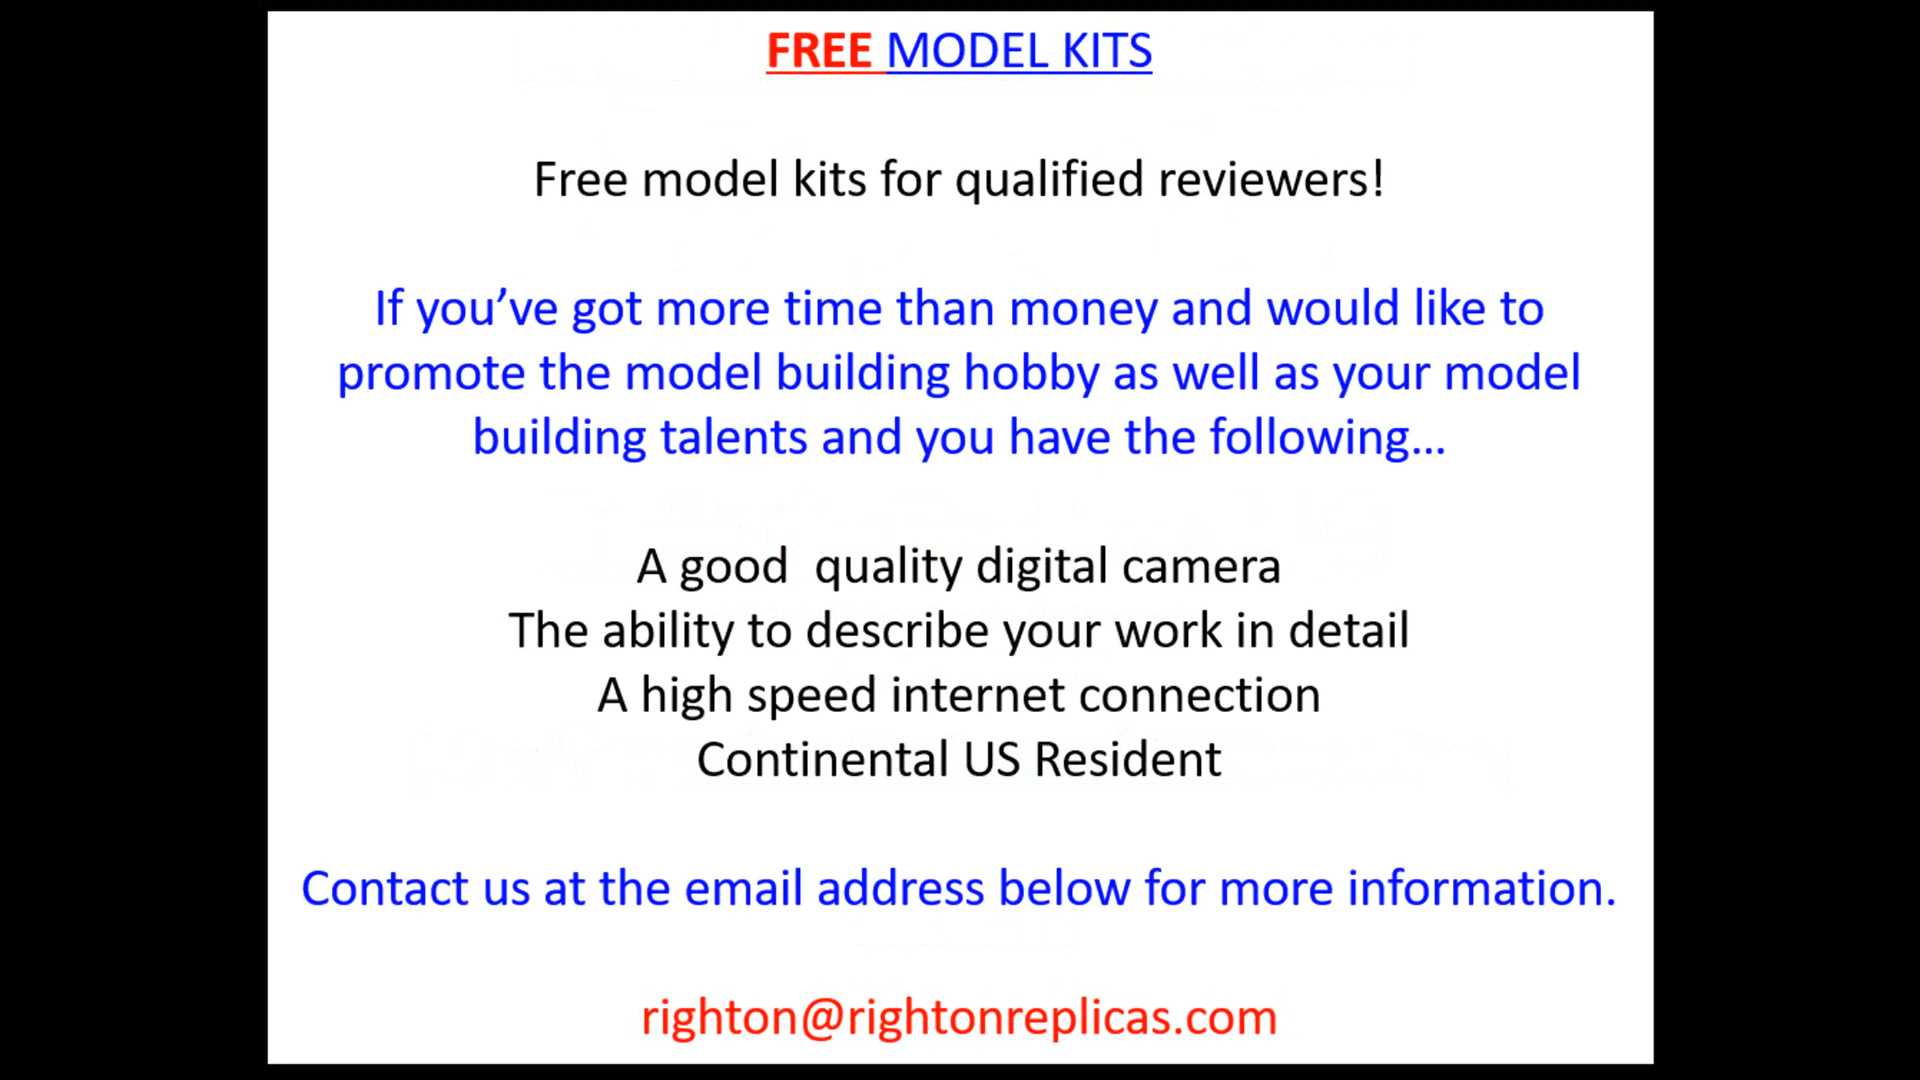 FREE MODEL KITS
Free model kits for qualified reviewers!
If you’ve got more time than money and would like to
promote the model building hobby as well as your model
building talents and you have the following...
A good  quality digital camera
The ability to describe your work in detail
A high speed internet connection
Continental US Resident
Contact us at the email address below for more information.
righton@rightonreplicas.com